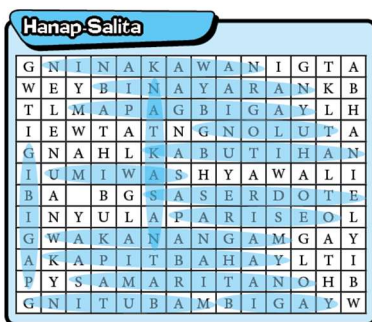 Hanap-Salita
G N I N A K A W A N I G T A
W E Y B I N A Y A R A N K B
T L M A P A G B I G A Y L H
I E W T A T N G N O L U T A
G N A H L K A B U T I H A N
I U M I W A S H Y A W A L I
B A B G S A S E R D O T E
I N Y U L A P A R I S E O L
G W A K A N A N G A M G A Y
A K A P I T B A H A Y L T I
P Y S A M A R I T A N O H B
G N I T U B A M B I G A Y W